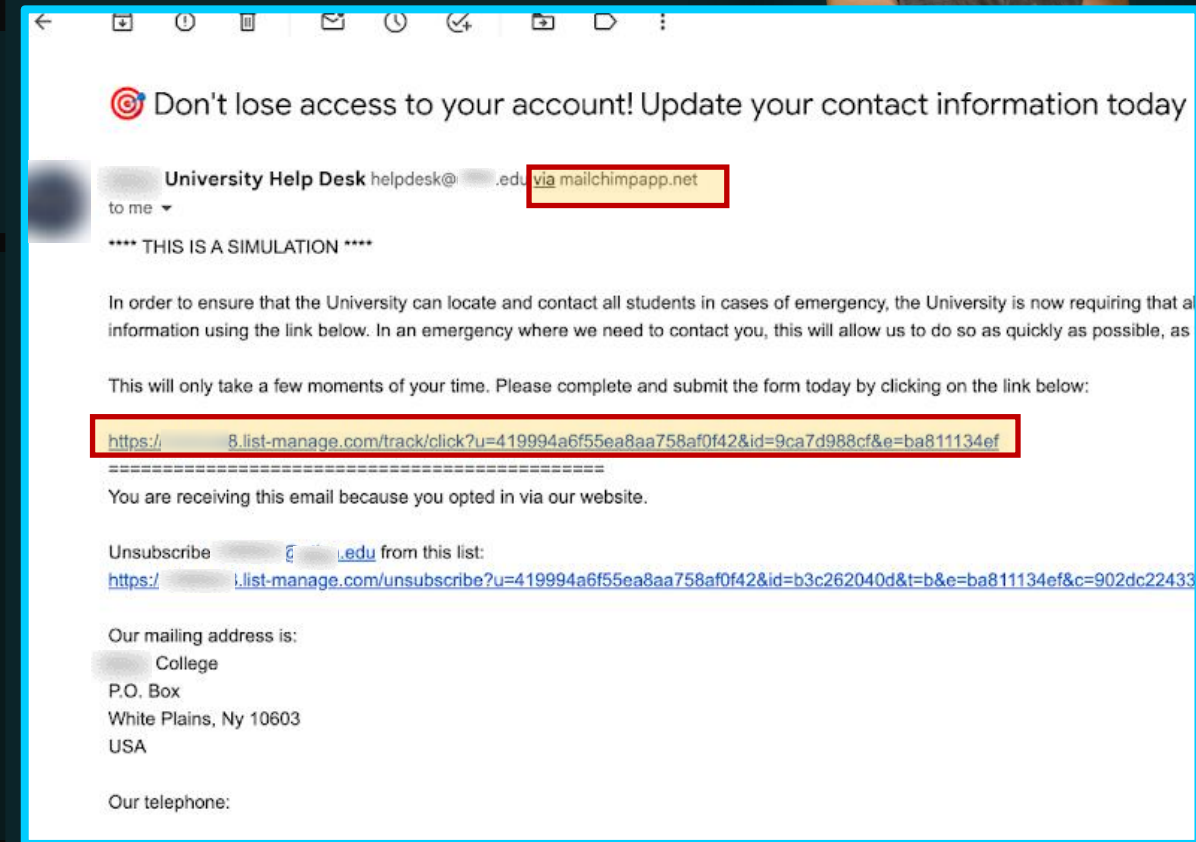 Don't lose access to your account! Update your contact information today
University Help Desk helpdesk@ .edu via mailchimpapp.net
to me
**** THIS IS A SIMULATION ****
In order to ensure that the University can locate and contact all students in cases of emergency, the University is now requiring that al
information using the link below. In an emergency where we need to contact you, this will allow us to do so as quickly as possible, as
This will only take a few moments of your time. Please complete and submit the form today by clicking on the link below:
https:/ 8.list-manage.com/track/click?u=419994a6f55ea8aa758af0f42&id=9ca7d988cf&e=ba811134ef
==============================================
You are receiving this email because you opted in via our website.
Unsubscribe @ .edu from this list:
https:/ .list-manage.com/unsubscribe?u=419994a6f55ea8aa758af0f42&id=b3c262040d&t=b&e=ba811134ef&c=902dc22433
Our mailing address is:
College
P.O. Box
White Plains, Ny 10603
USA
Our telephone: